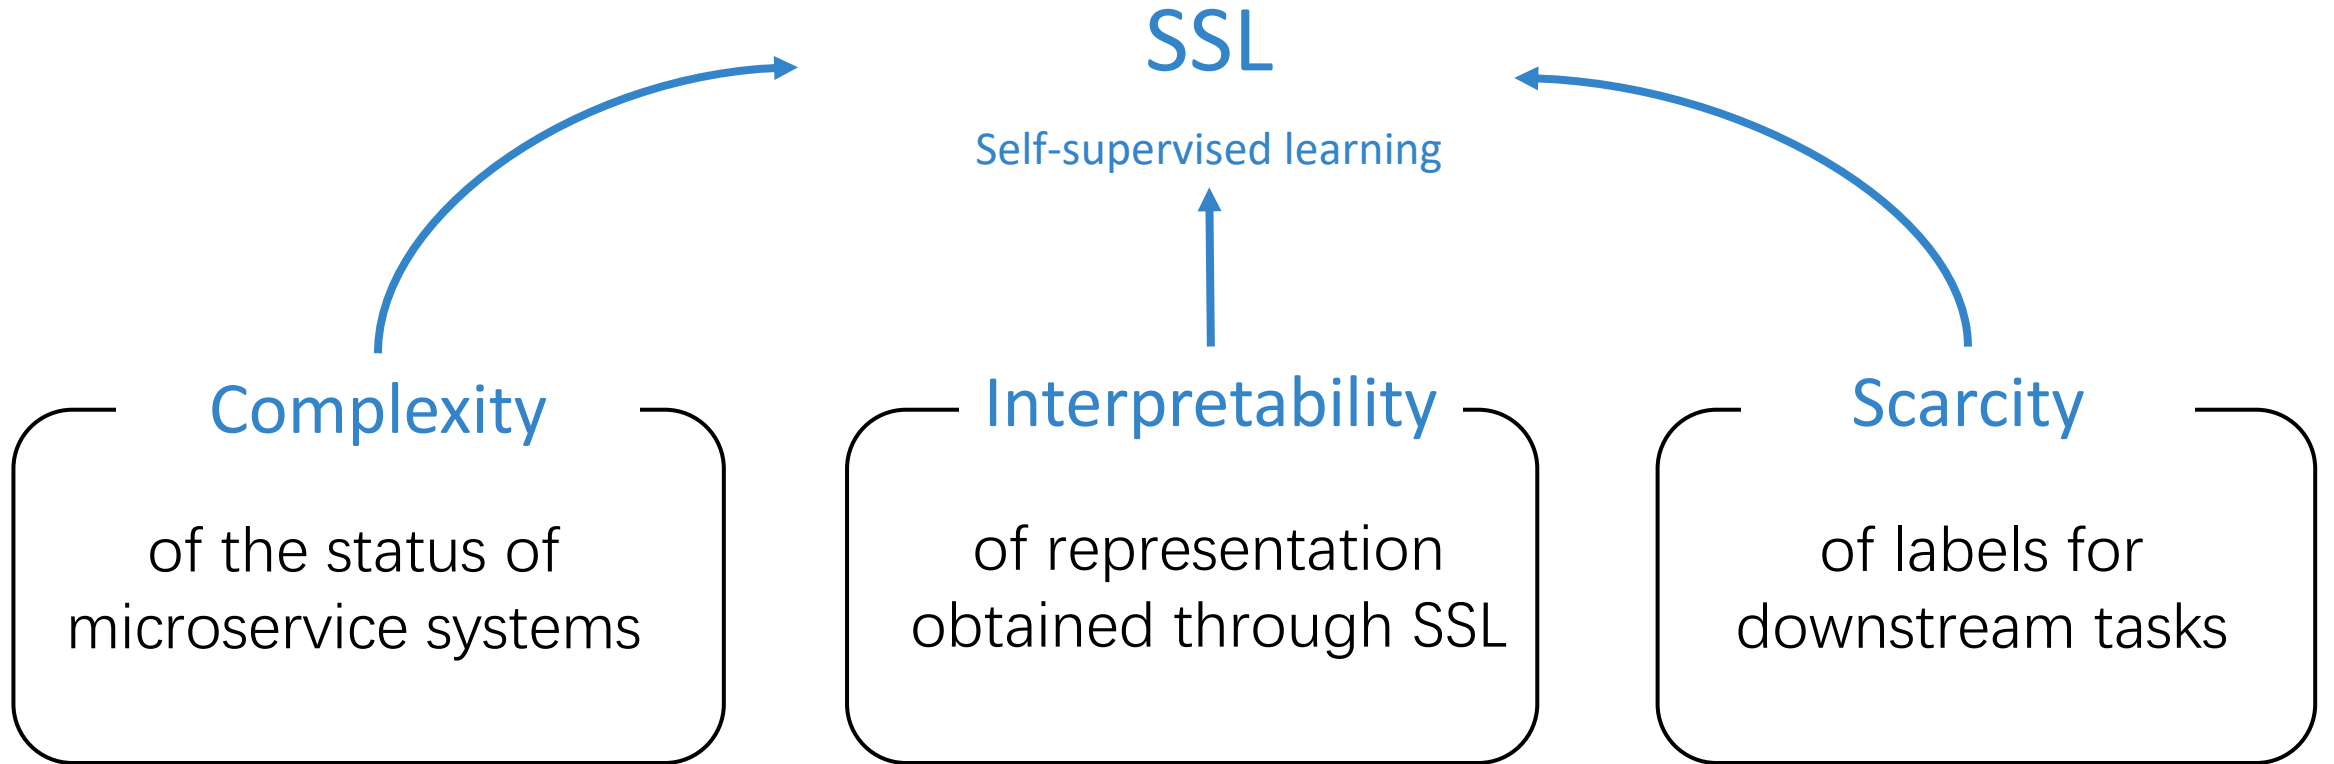 SSL
Self-supervised learning
Complexity
of the status of
microservice systems
Interpretability
of representation
obtained through SSL
Scarcity
of labels for
downstream tasks